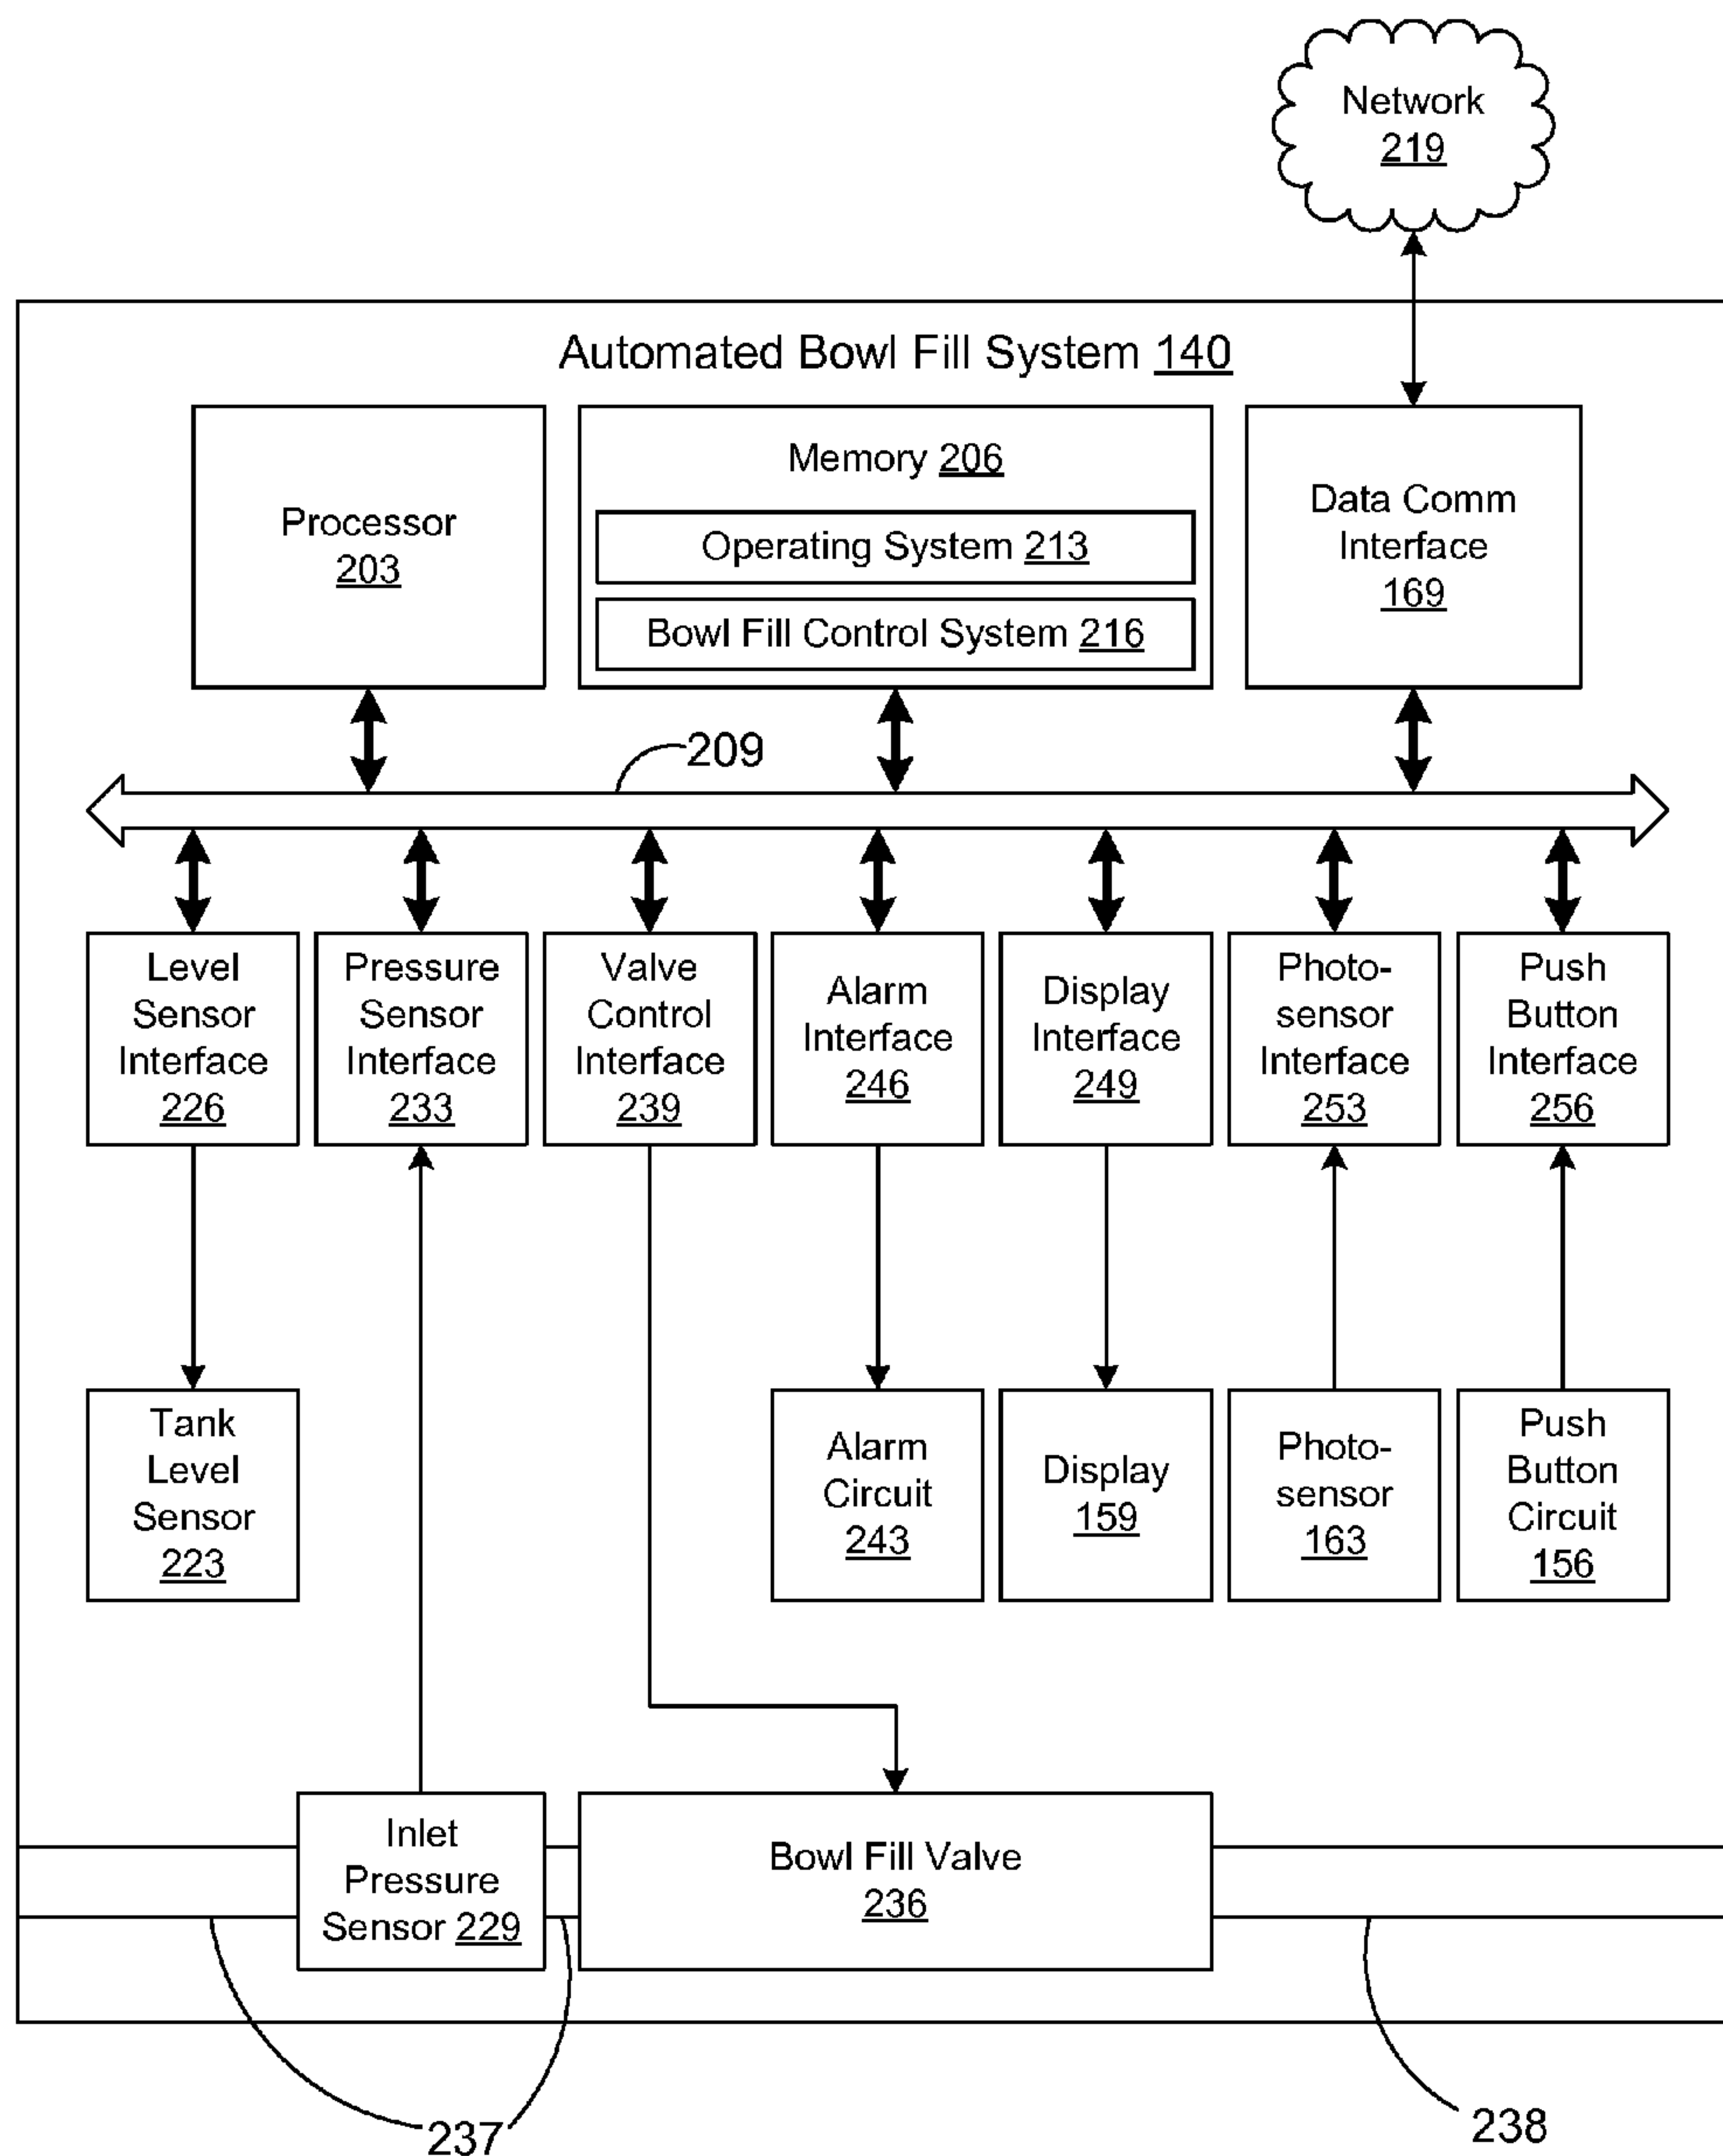 Network
219
Automated Bowl Fill System 140
Processor
203
Memory 206
Operating System 213
Bowl Fill Control System 216
Data Comm
Interface
169
209
Level
Sensor
Interface
226
Pressure
Sensor
Interface
233
Valve
Control
Interface
239
Alarm
Interface
246
Display
Interface
249
Photo-
sensor
Interface
253
Push
Button
Interface
256
Tank
Level
Sensor
223
Alarm
Circuit
243
Display
159
Photo-
sensor
163
Push
Button
Circuit
156
Inlet
Pressure
Sensor 229
Bowl Fill Valve
236
237
238